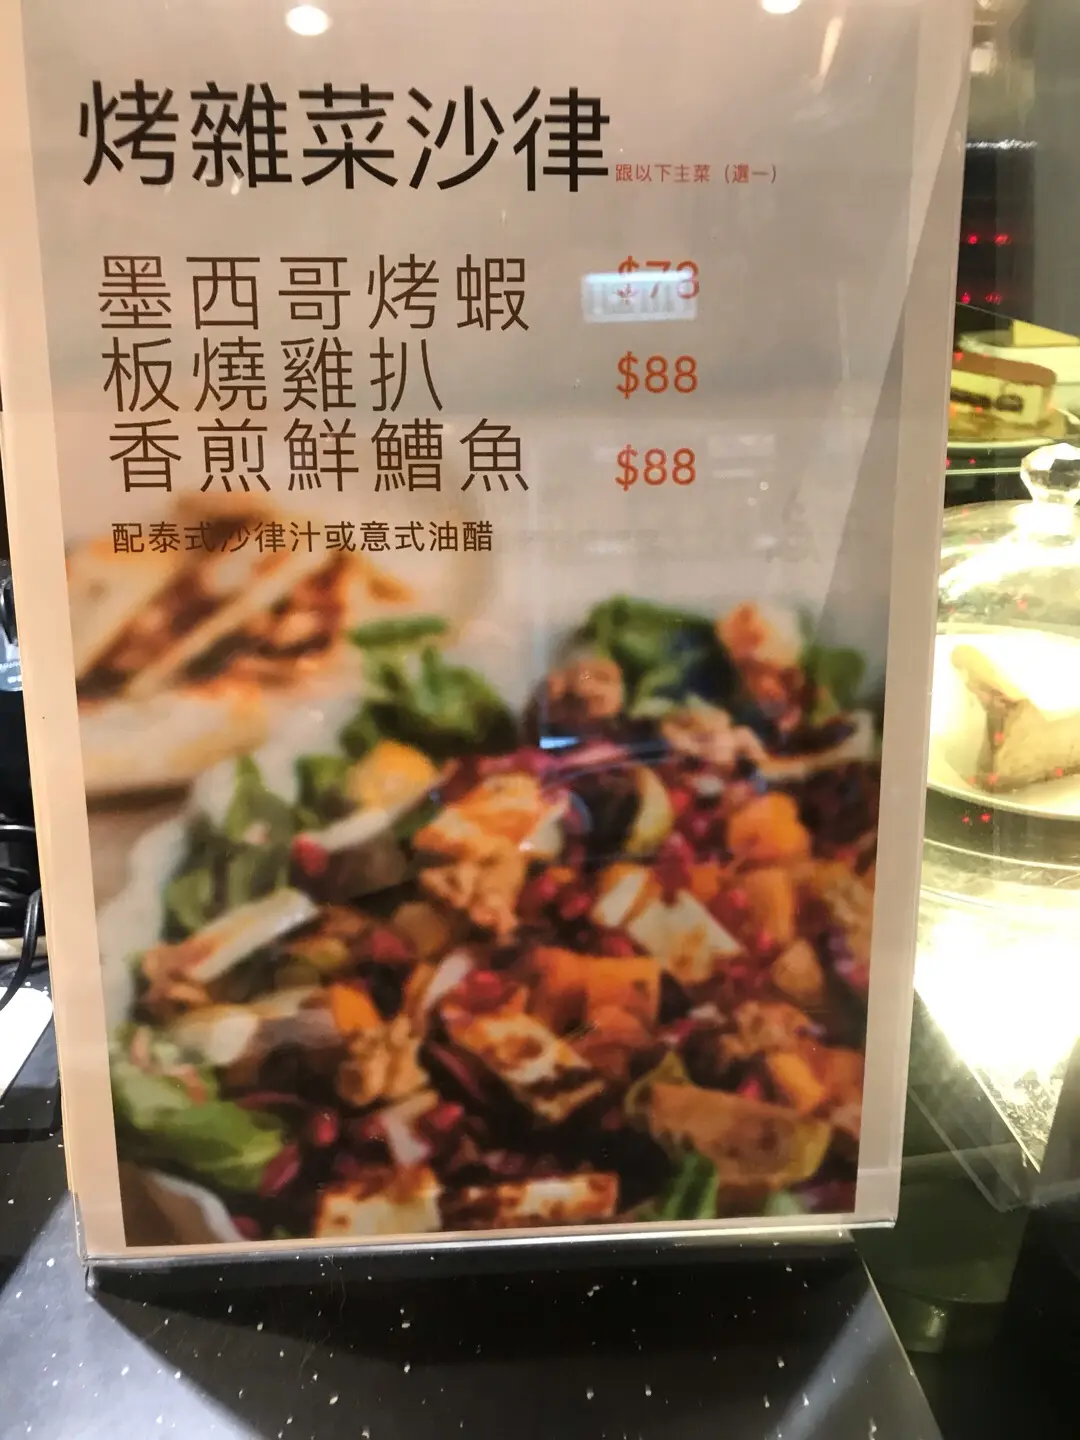 烤雜菜沙律 跟以下主菜（選一）
墨西哥烤蝦 $78
板燒雞扒 $88
香煎鮮鰽魚 $88
配泰式沙律汁或意式油醋